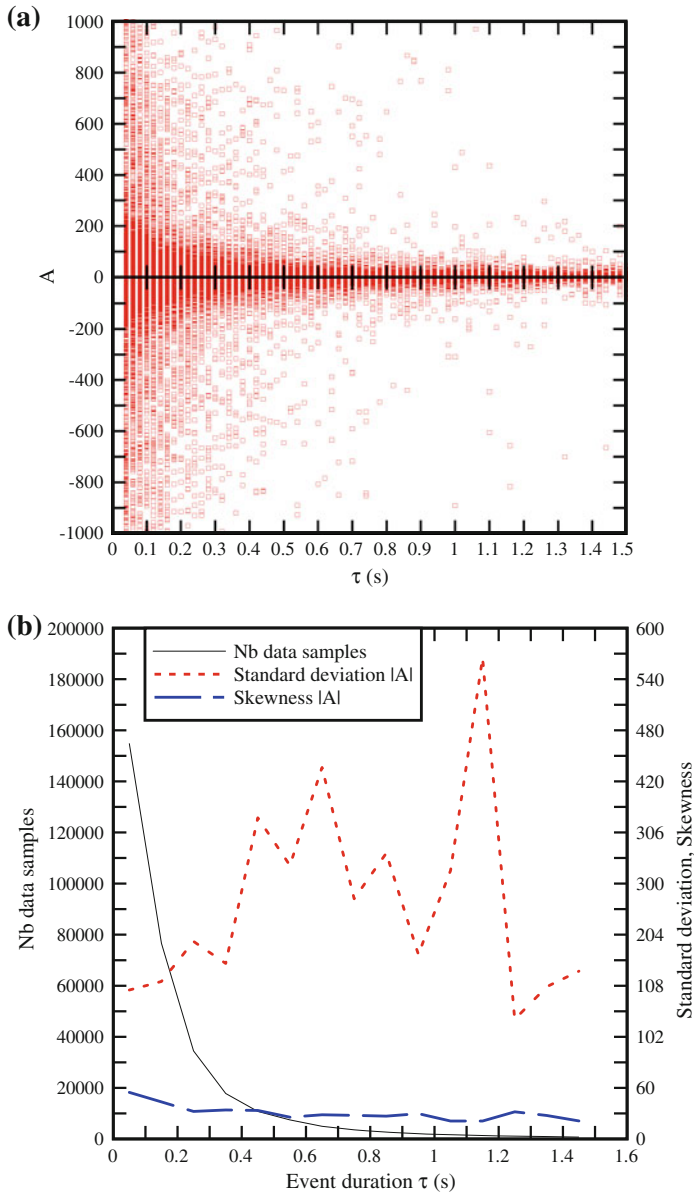 (a)
1000
800
600
400
200
0
-200
-400
-600
-800
-1000
A
0 0.1 0.2 0.3 0.4 0.5 0.6 0.7 0.8 0.9 1 1.1 1.2 1.3 1.4 1.5
τ (s)
(b)
200000
180000
160000
140000
120000
100000
80000
60000
40000
20000
0
Nb data samples
Nb data samples
Standard deviation |A|
Skewness |A|
600
540
480
420
306
300
204
108
102
60
0
Standard deviation, Skewness
0 0.2 0.4 0.6 0.8 1 1.2 1.4 1.6
Event duration τ (s)